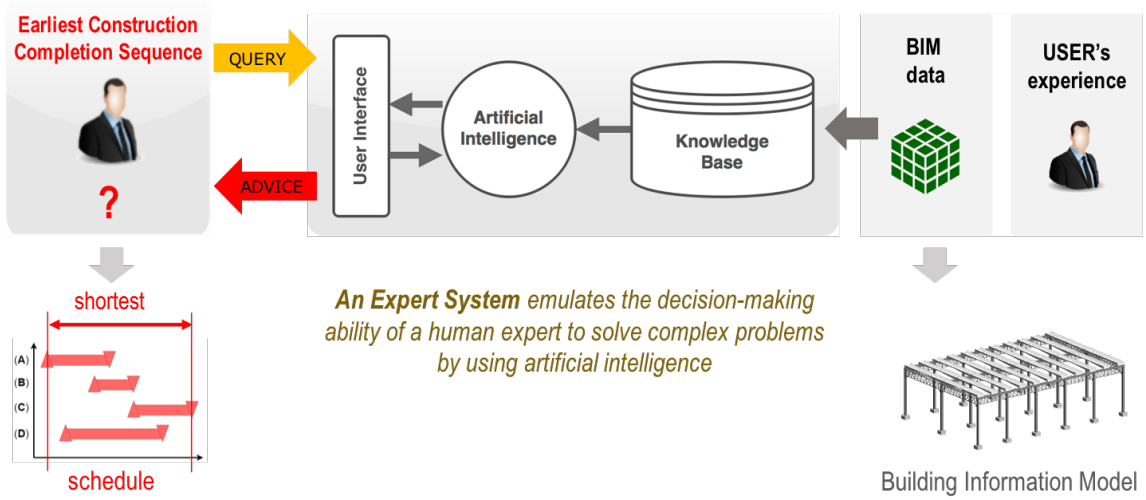 Earliest Construction
Completion Sequence
?
QUERY
ADVICE
User Interface
Artificial
Intelligence
Knowledge
Base
BIM
data
USER's
experience
shortest
(A)
(B)
(C)
(D)
schedule
An Expert System emulates the decision-making
ability of a human expert to solve complex problems
by using artificial intelligence
Building Information Model